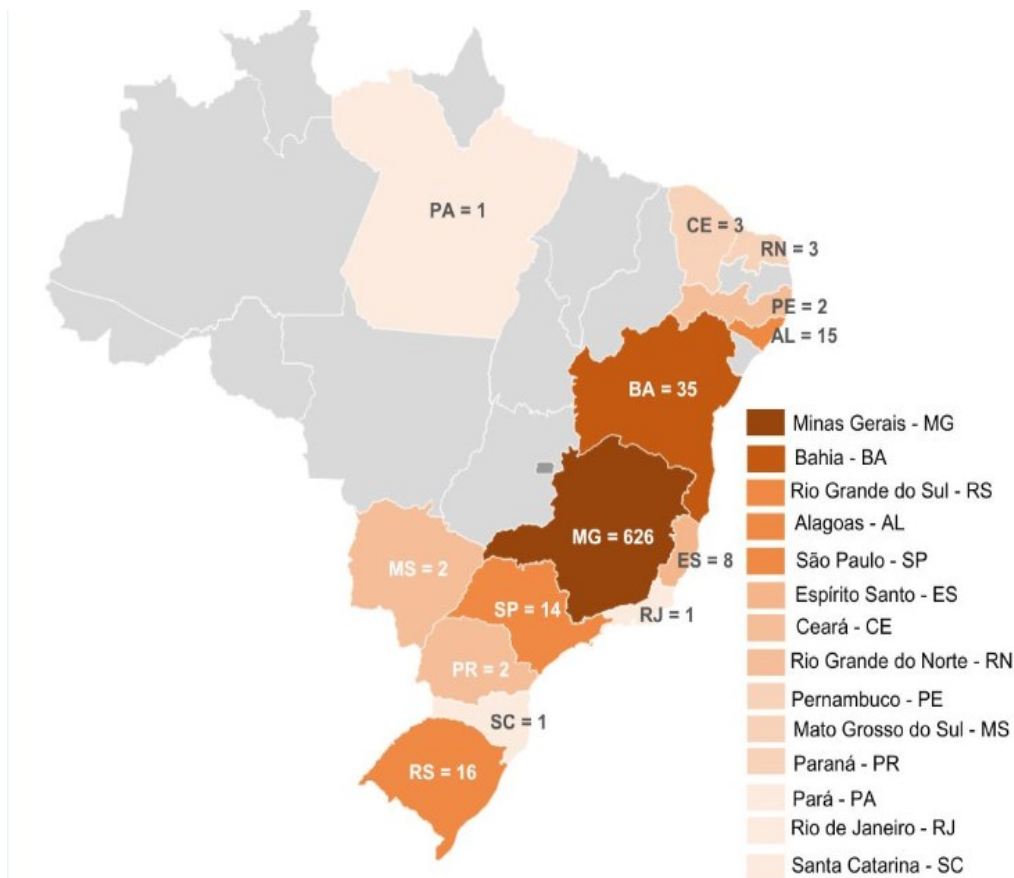 PA = 1
CE = 3
RN = 3
PE = 2
AL = 15
BA = 35
MG = 626
ES = 8
MS = 2
SP = 14
RJ = 1
PR = 2
SC = 1
RS = 16
Minas Gerais - MG
Bahia - BA
Rio Grande do Sul - RS
Alagoas - AL
São Paulo - SP
Espírito Santo - ES
Ceará - CE
Rio Grande do Norte - RN
Pernambuco - PE
Mato Grosso do Sul - MS
Paraná - PR
Pará - PA
Rio de Janeiro - RJ
Santa Catarina - SC